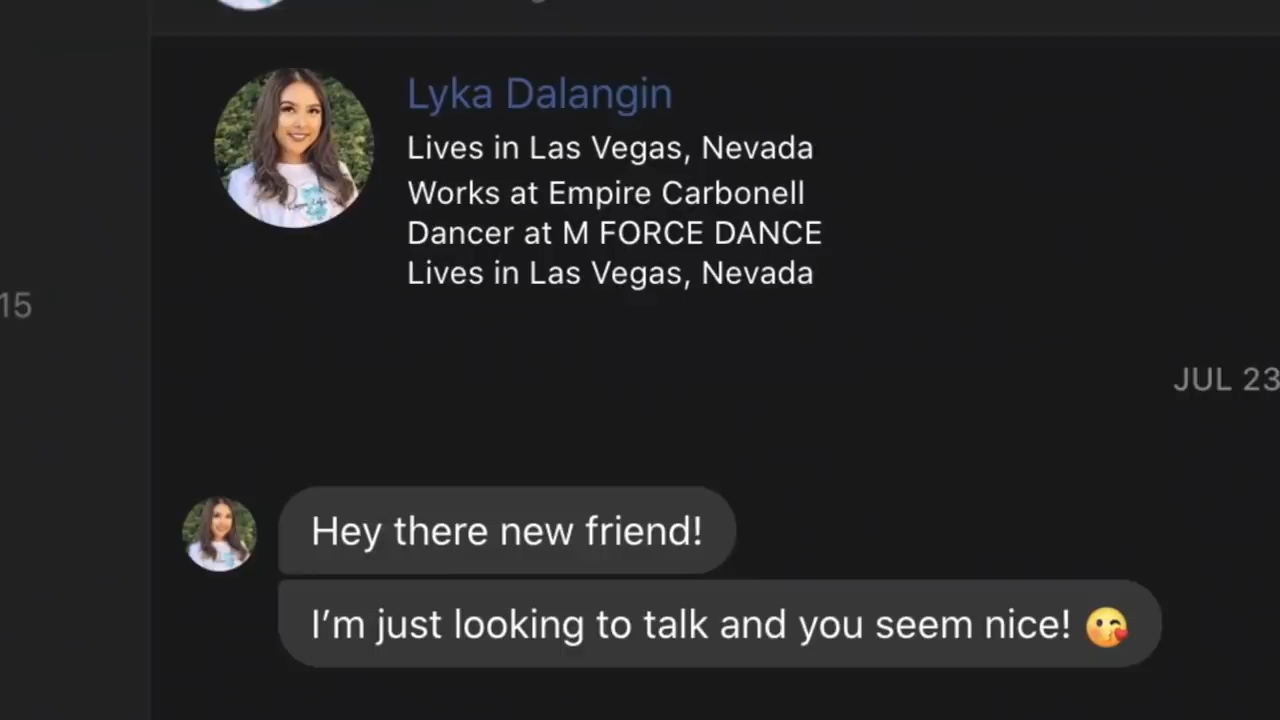 Lyka Dalangin
Lives in Las Vegas, Nevada
Works at Empire Carbonell
Dancer at M FORCE DANCE
Lives in Las Vegas, Nevada
15
JUL 23
Hey there new friend!
I’m just looking to talk and you seem nice! 😘